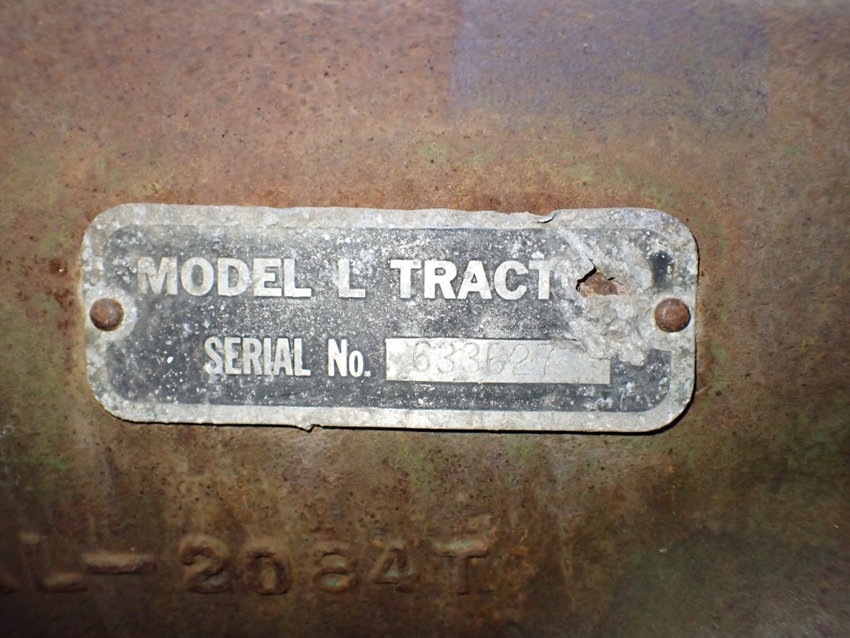 MODEL L TRACT
SERIAL No. 633627
L-2084T